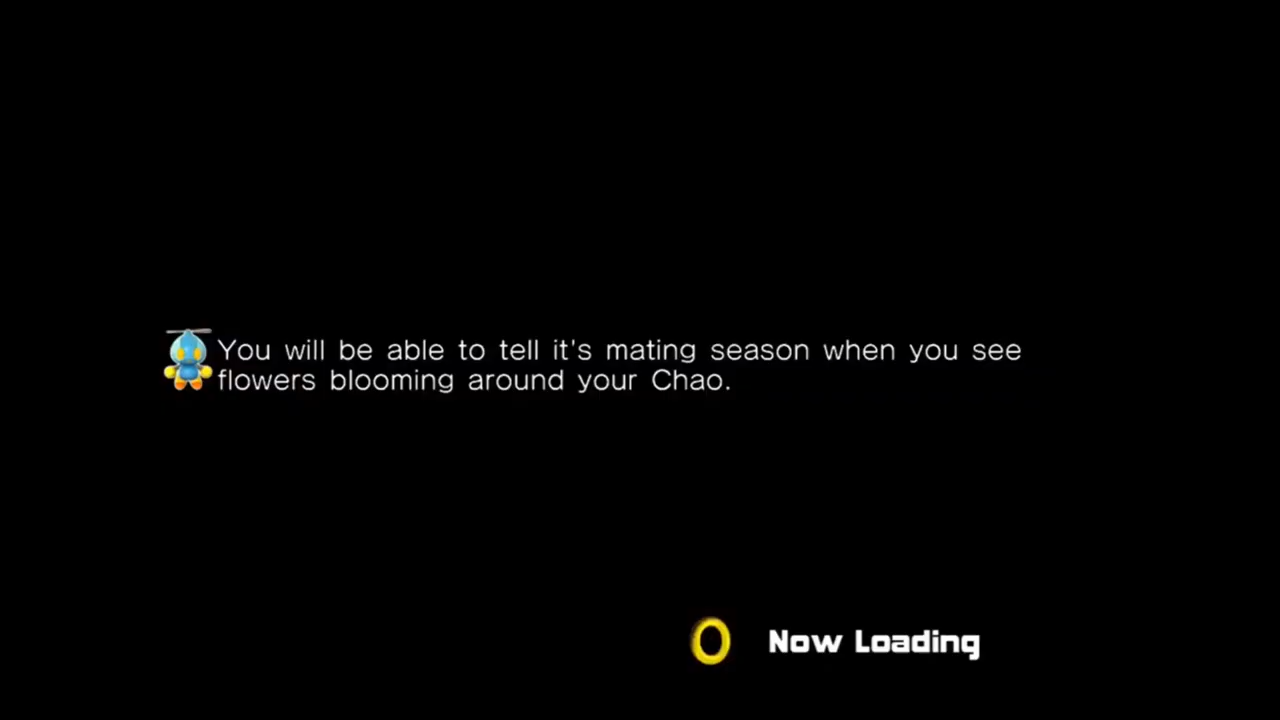 You will be able to tell it's mating season when you see
flowers blooming around your Chao.
Now Loading